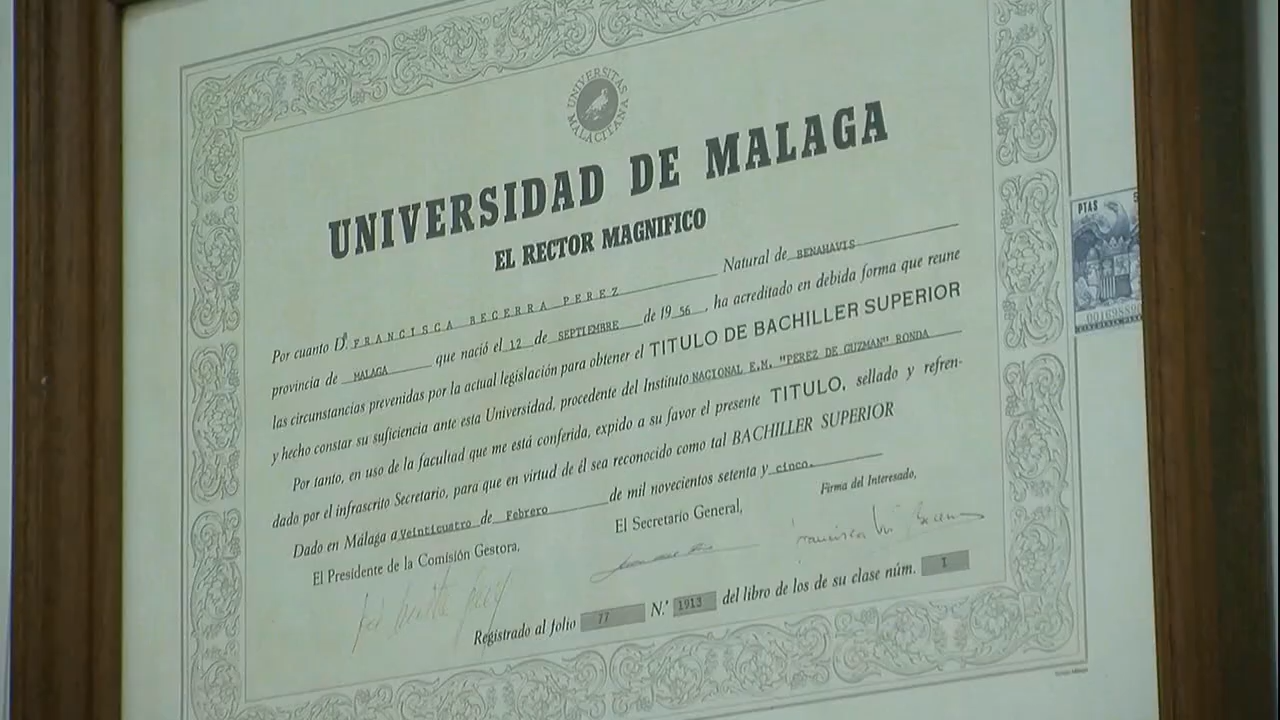 UNIVERSITAS MALACITANA
UNIVERSIDAD DE MALAGA
EL RECTOR MAGNIFICO
Por cuanto Dª. FRANCISCA BECERRA PEREZ Natural de BENAHAVIS
provincia de MALAGA que nació el 12 de SEPTIEMBRE de 19 56, ha acreditado en debida forma que reune
las circunstancias prevenidas por la actual legislación para obtener el TITULO DE BACHILLER SUPERIOR
y hecho constar su suficiencia ante esta Universidad, procedente del Instituto NACIONAL E.M. "PEREZ DE GUZMAN" RONDA
Por tanto, en uso de la facultad que me está conferida, expido a su favor el presente TITULO, sellado y refren-
dado por el infrascrito Secretario, para que en virtud de él sea reconocido como tal BACHILLER SUPERIOR
Dado en Málaga a Veinticuatro de Febrero de mil novecientos setenta y cinco.
El Presidente de la Comisión Gestora,
El Secretario General,
Firma del Interesado,
Registrado al folio 77 N.º 1913 del libro de los de su clase núm. 1
PTAS 5